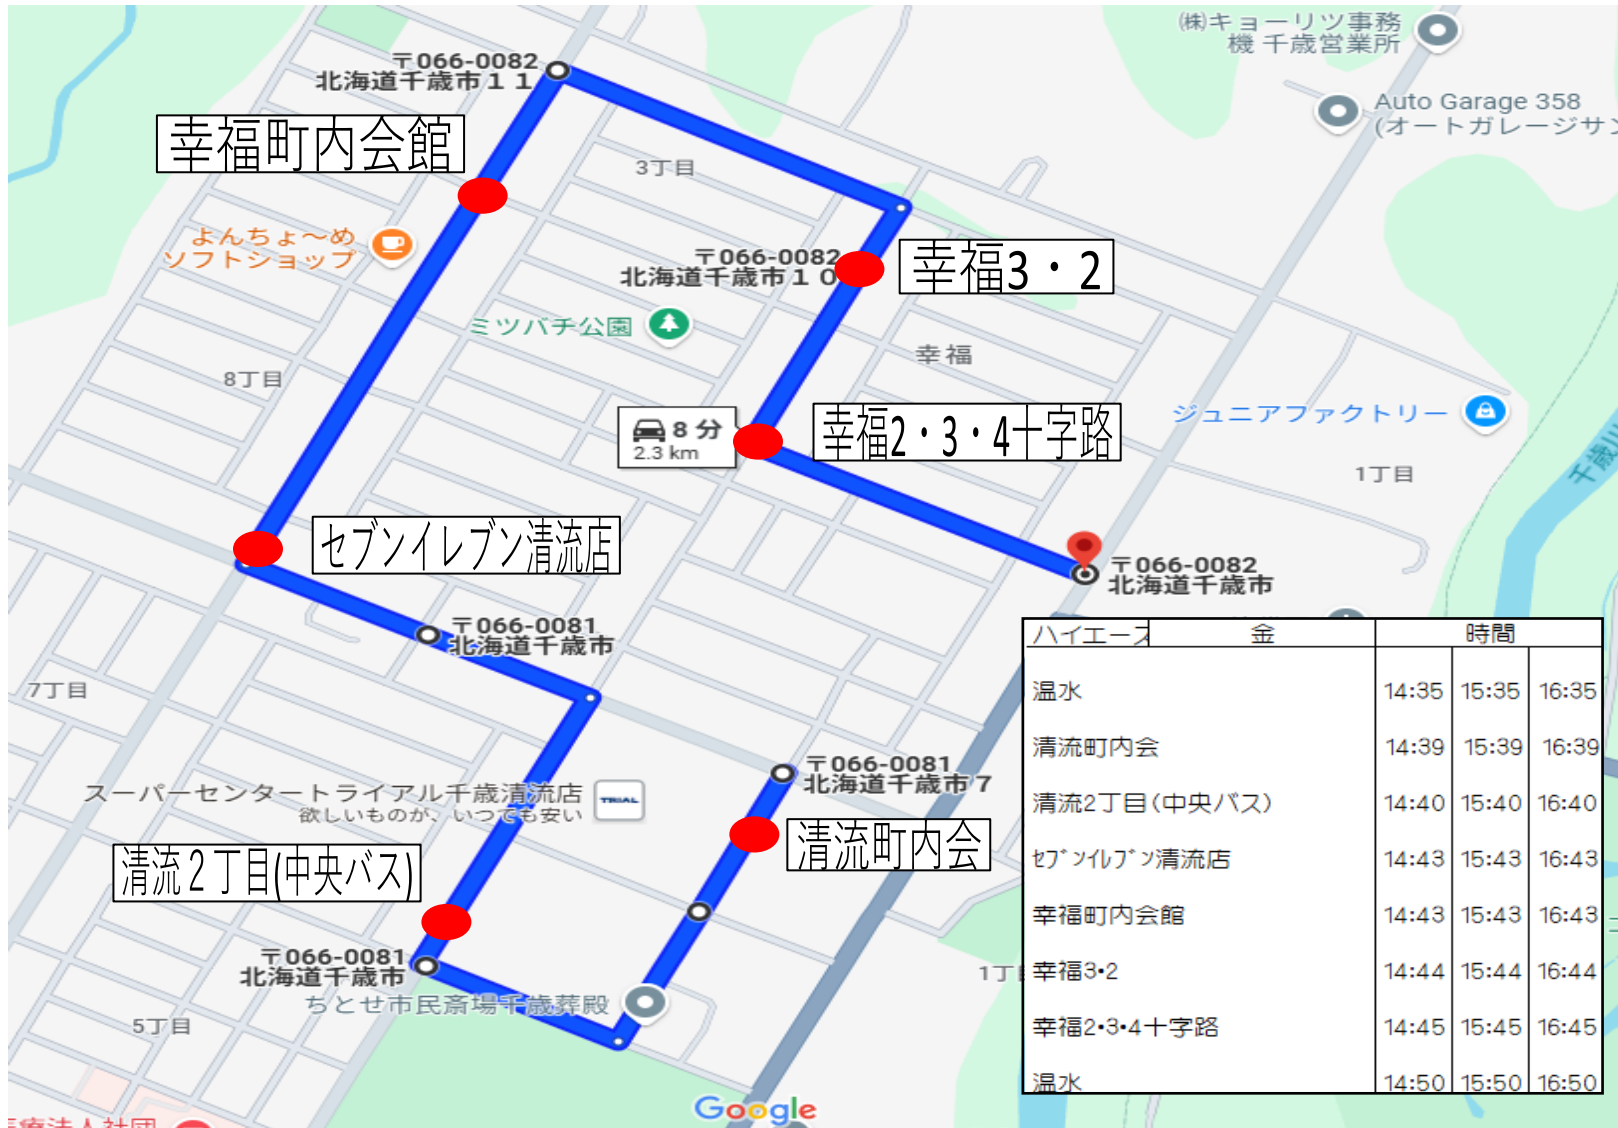 ㈱キョーリツ事務
機 千歳営業所
〒066-0082
北海道千歳市１１
Auto Garage 358
(オートガレージサン
幸福町内会館
3丁目
よんちょ〜め
ソフトショップ
〒066-0082
北海道千歳市１０
幸福3・2
ミツバチ公園
幸福
8丁目
8 分
2.3 km
幸福2・3・4十字路
ジュニアファクトリー
千歳川
1丁目
セブンイレブン清流店
〒066-0082
北海道千歳市
〒066-0081
北海道千歳市
7丁目
〒066-0081
北海道千歳市７
スーパーセンタートライアル千歳清流店
欲しいものが、いつでも安い
TRIAL
清流町内会
清流２丁目(中央バス)
〒066-0081
北海道千歳市
ちとせ市民斎場千歳葬殿
1丁
5丁目
Google
医療法人社団
ハイエース 金 時間
温水 14:35 15:35 16:35
清流町内会 14:39 15:39 16:39
清流2丁目(中央バス) 14:40 15:40 16:40
ｾﾌﾞﾝｲﾚﾌﾞﾝ清流店 14:43 15:43 16:43
幸福町内会館 14:43 15:43 16:43
幸福3・2 14:44 15:44 16:44
幸福2・3・4十字路 14:45 15:45 16:45
温水 14:50 15:50 16:50